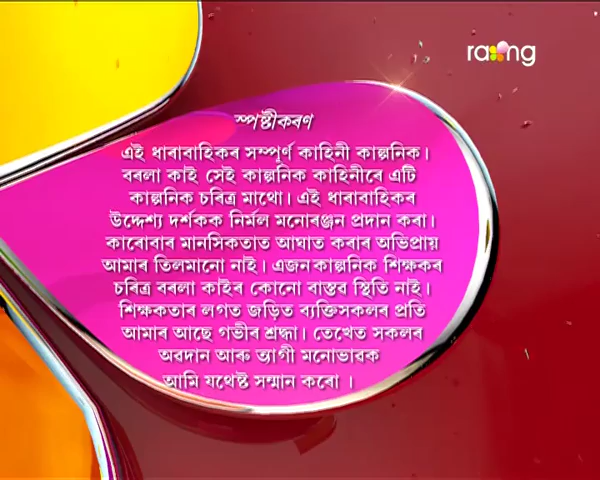 rang
স্পষ্টীকৰণ
এই ধাৰাবাহিকৰ সম্পূৰ্ণ কাহিনী কাল্পনিক।
বৰলা কাই সেই কাল্পনিক কাহিনীৰে এটি
কাল্পনিক চৰিত্ৰ মাথো। এই ধাৰাবাহিকৰ
উদ্দেশ্য দৰ্শকক নিৰ্মল মনোৰঞ্জন প্ৰদান কৰা।
কাৰোবাৰ মানসিকতাত আঘাত কৰাৰ অভিপ্ৰায়
আমাৰ তিলমানো নাই। এজন কাল্পনিক শিক্ষকৰ
চৰিত্ৰ বৰলা কাইৰ কোনো বাস্তৱ স্থিতি নাই।
শিক্ষকতাৰ লগত জড়িত ব্যক্তিসকলৰ প্ৰতি
আমাৰ আছে গভীৰ শ্ৰদ্ধা। তেখেত সকলৰ
অৱদান আৰু ত্যাগী মনোভাৱক
আমি যথেষ্ট সন্মান কৰো ।